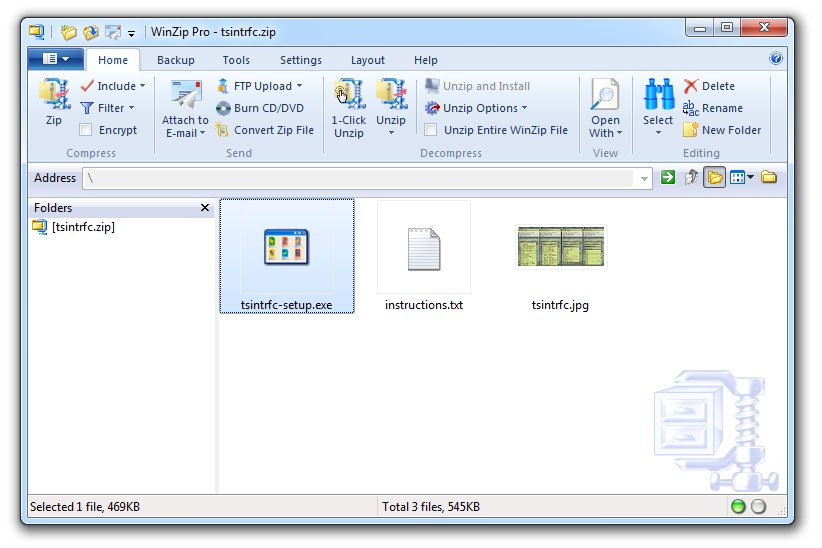 WinZip Pro - tsintrfc.zip
Home Backup Tools Settings Layout Help
Include FTP Upload Unzip and Install Delete
Filter Burn CD/DVD Unzip Options Rename
Zip Attach to E-mail 1-Click Unzip Unzip Open With Select
Encrypt Convert Zip File Unzip Entire WinZip File New Folder
Compress Send Decompress View Editing
Address \
Folders
[tsintrfc.zip]
tsintrfc-setup.exe instructions.txt tsintrfc.jpg
Selected 1 file, 469KB Total 3 files, 545KB